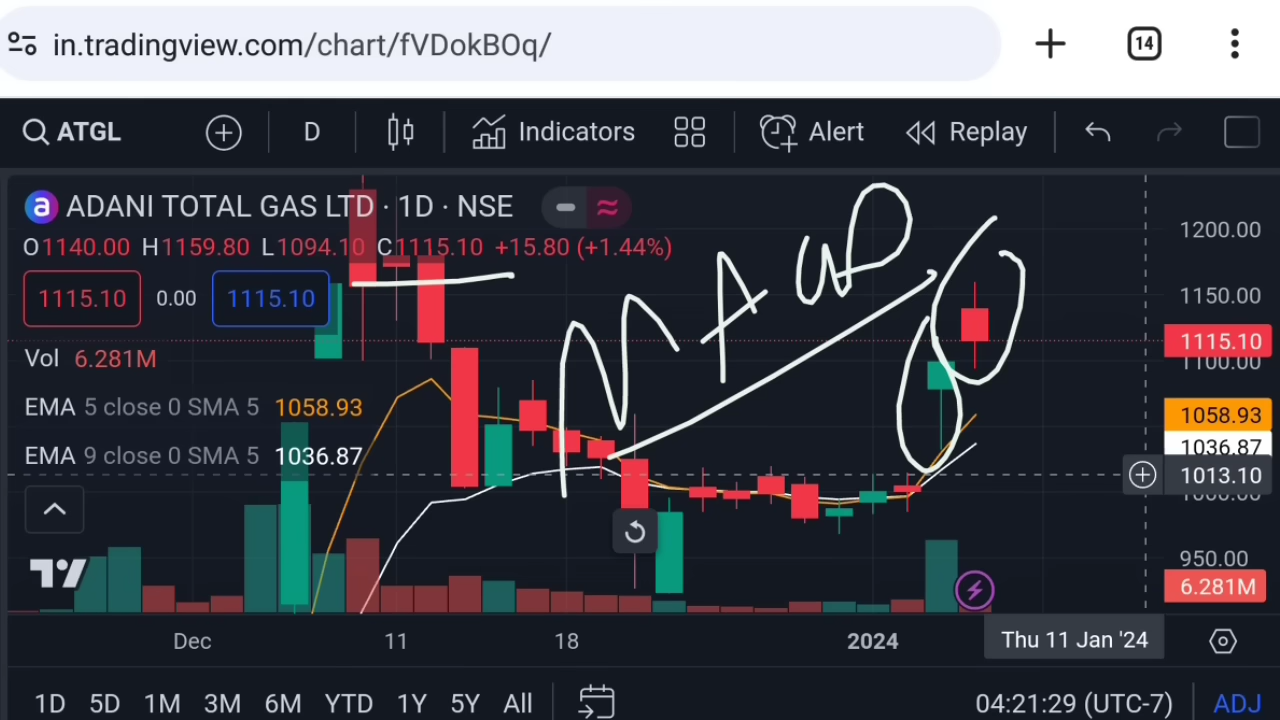 in.tradingview.com/chart/fVDokBOq/ 14
ATGL D Indicators Alert Replay
a ADANI TOTAL GAS LTD · 1D · NSE
O1140.00 H1159.80 L1094.10 C1115.10 +15.80 (+1.44%)
1115.10 0.00 1115.10
Vol 6.281M
EMA 5 close 0 SMA 5 1058.93
EMA 9 close 0 SMA 5 1036.87
1200.00
1150.00
1115.10
1100.00
1058.93
1036.87
1013.10
1000.00
950.00
6.281M
Dec 11 18 2024 Thu 11 Jan '24
1D 5D 1M 3M 6M YTD 1Y 5Y All 04:21:29 (UTC-7) ADJ